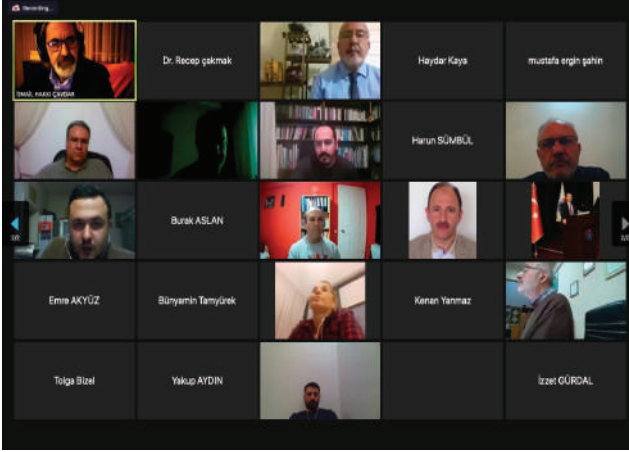 Recording...
İSMAİL HAKKI ÇAVDAR
Dr. Recep çakmak
Haydar Kaya
mustafa ergin şahin
Harun SÜMBÜL
Burak ASLAN
Emre AKYÜZ
Bünyamin Tamyürek
Kenan Yanmaz
Tolga Bizel
Yakup AYDIN
İzzet GÜRDAL